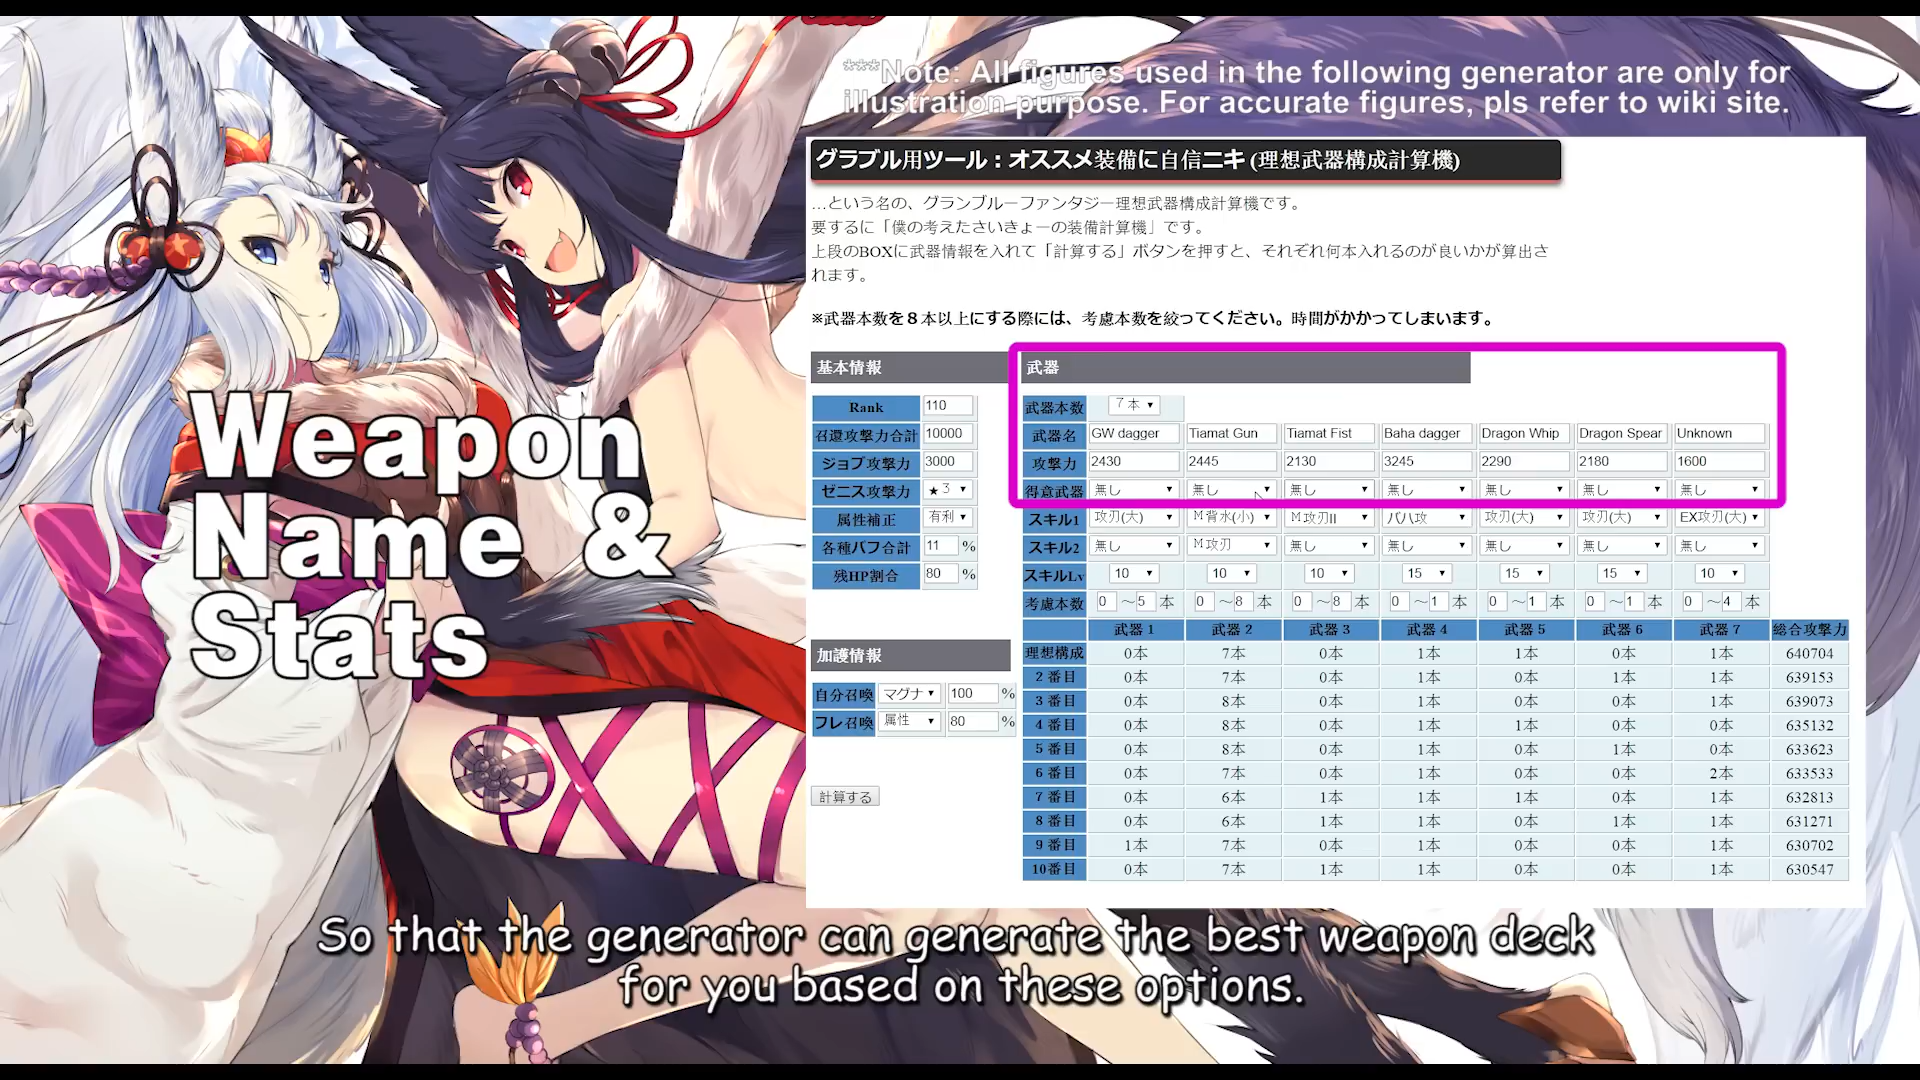 ***Note: All figures used in the following generator are only for
illustration purpose. For accurate figures, pls refer to wiki site.
グラブル用ツール：オススメ装備に自信ニキ (理想武器構成計算機)
…という名の、グランブルーファンタジー理想武器構成計算機です。
要するに「僕の考えたさいきょーの装備計算機」です。
上段のBOXに武器情報を入れて「計算する」ボタンを押すと、それぞれ何本入れるのが良いかが算出さ
れます。
※武器本数を８本以上にする際には、考慮本数を絞ってください。時間がかかってしまいます。
基本情報
Rank 110
召還攻撃力合計 10000
ジョブ攻撃力 3000
ゼニス攻撃力 ★3
属性補正 有利
各種バフ合計 11 %
残HP割合 80 %
加護情報
自分召喚 マグナ 100 %
フレ召喚 属性 80 %
計算する
武器
武器本数 7本
武器名 GW dagger Tiamat Gun Tiamat Fist Baha dagger Dragon Whip Dragon Spear Unknown
攻撃力 2430 2445 2130 3245 2290 2180 1600
得意武器 無し 無し 無し 無し 無し 無し 無し
スキル1 攻刃(大) M背水(小) M攻刃II バハ攻 攻刃(大) 攻刃(大) EX攻刃(大)
スキル2 無し M攻刃 無し 無し 無し 無し 無し
スキルLv 10 10 10 15 15 15 10
考慮本数 0 ～5 本 0 ～8 本 0 ～8 本 0 ～1 本 0 ～1 本 0 ～1 本 0 ～4 本
武器1 武器2 武器3 武器4 武器5 武器6 武器7 総合攻撃力
理想構成 0本 7本 0本 1本 1本 0本 1本 640704
2番目 0本 7本 0本 1本 0本 1本 1本 639153
3番目 0本 8本 0本 1本 0本 0本 1本 639073
4番目 0本 8本 0本 1本 1本 0本 0本 635132
5番目 0本 8本 0本 1本 0本 1本 0本 633623
6番目 0本 7本 0本 1本 0本 0本 2本 633533
7番目 0本 6本 1本 1本 1本 0本 1本 632813
8番目 0本 6本 1本 1本 0本 1本 1本 631271
9番目 1本 7本 0本 1本 0本 0本 1本 630702
10番目 0本 7本 1本 1本 0本 0本 1本 630547
Weapon
Name &
Stats
So that the generator can generate the best weapon deck
for you based on these options.